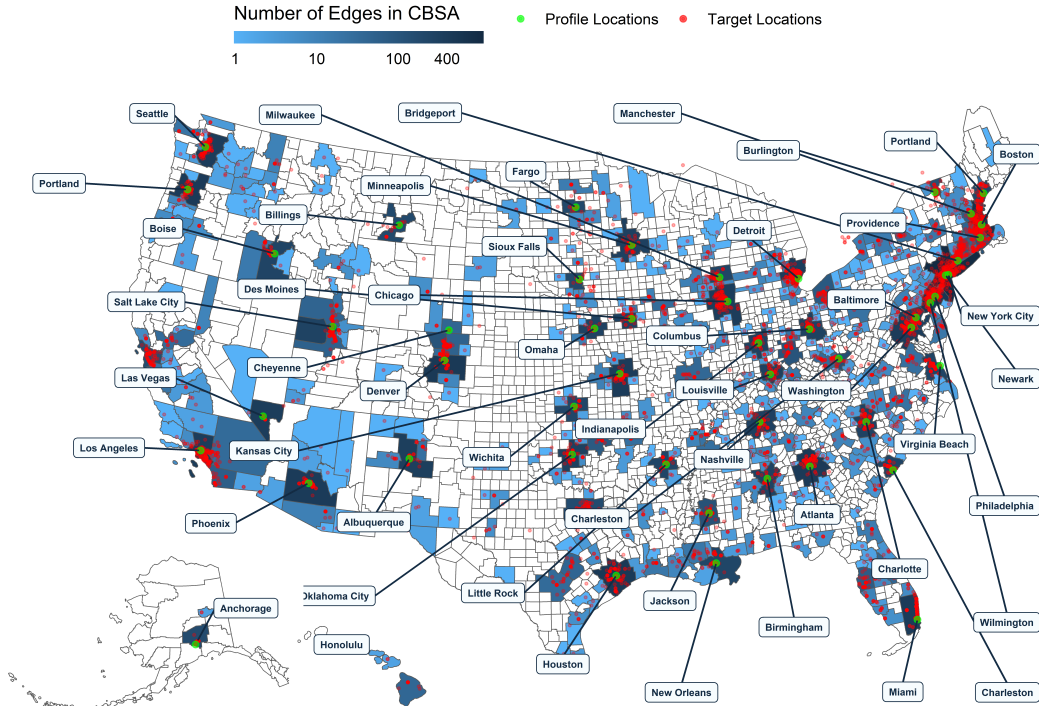 Number of Edges in CBSA
Profile Locations
Target Locations
1
10
100
400
Seattle
Milwaukee
Bridgeport
Manchester
Burlington
Portland
Boston
Portland
Minneapolis
Fargo
Billings
Boise
Sioux Falls
Detroit
Providence
Salt Lake City
Des Moines
Chicago
Baltimore
New York City
Omaha
Columbus
Cheyenne
Las Vegas
Denver
Louisville
Washington
Newark
Los Angeles
Kansas City
Wichita
Indianapolis
Nashville
Virginia Beach
Phoenix
Albuquerque
Charleston
Atlanta
Philadelphia
Oklahoma City
Little Rock
Jackson
Charlotte
Anchorage
Birmingham
Wilmington
Honolulu
Houston
New Orleans
Miami
Charleston